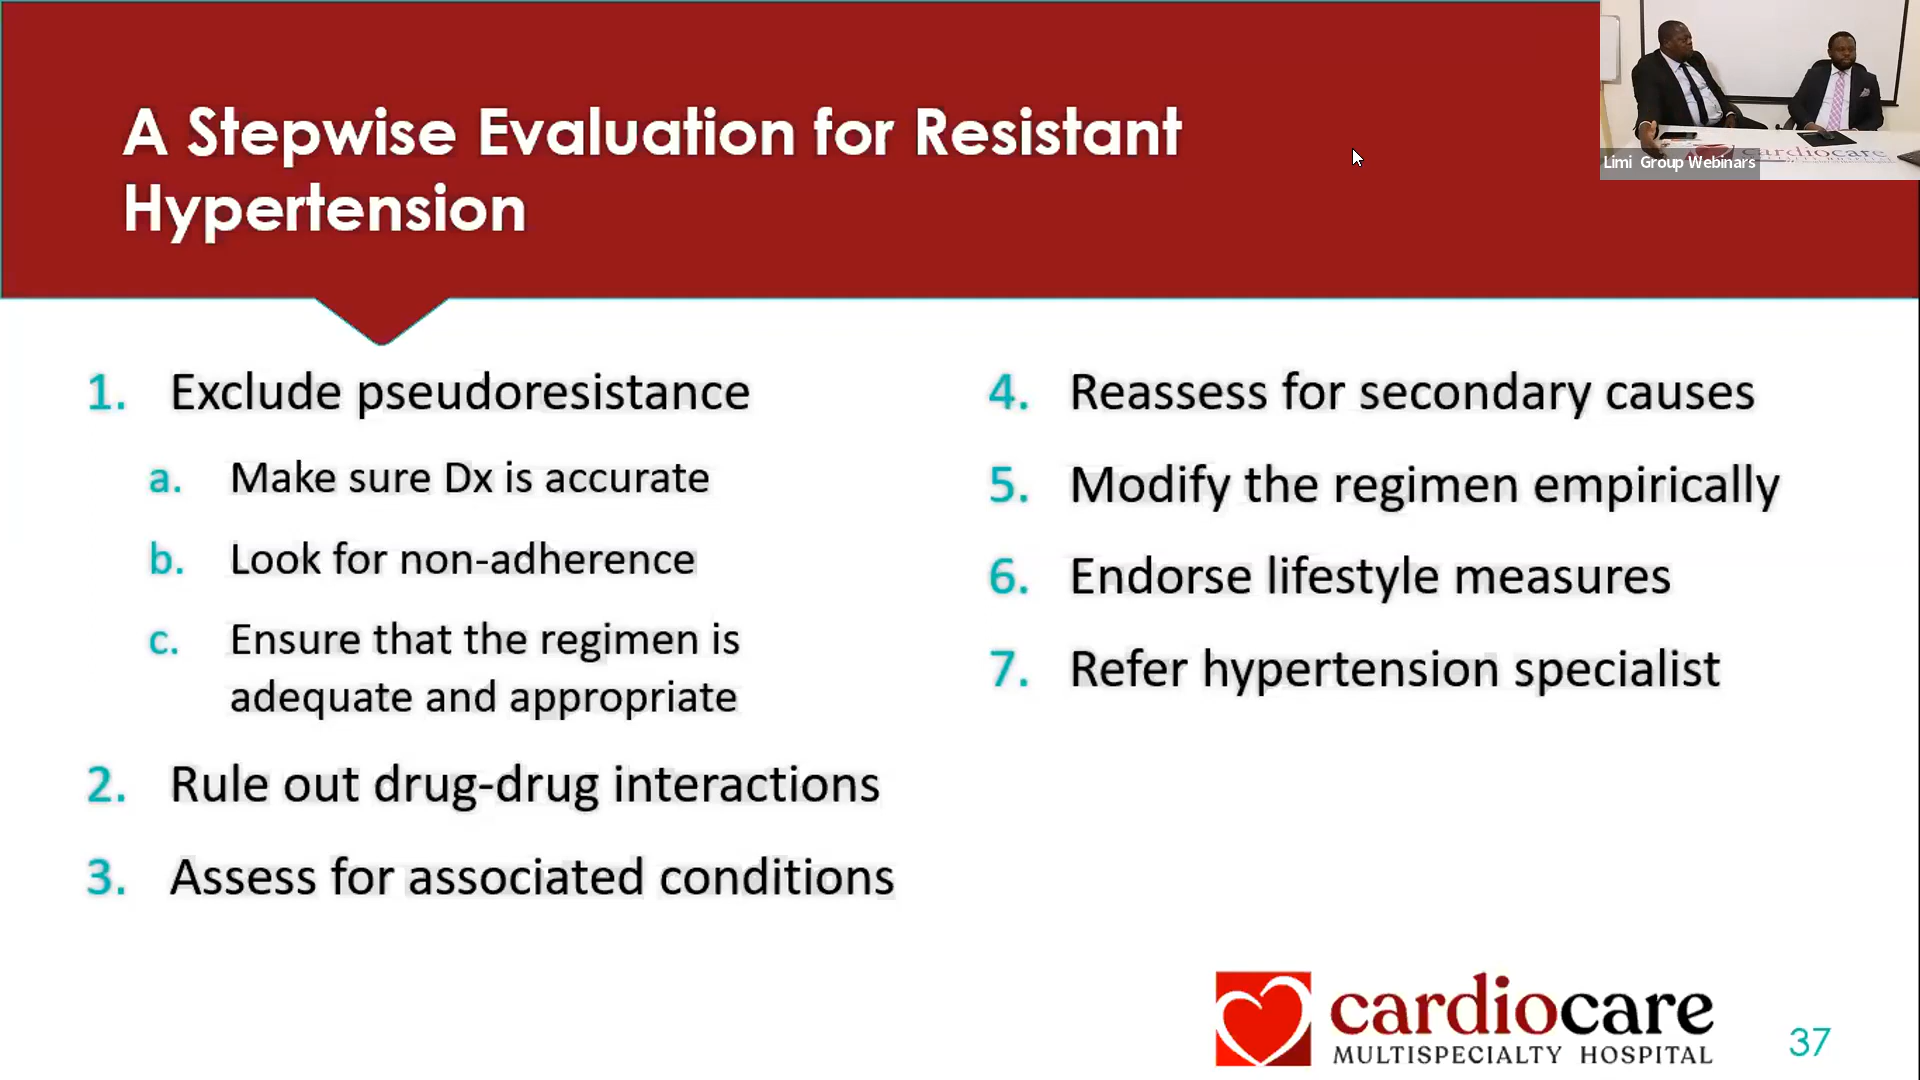 A Stepwise Evaluation for Resistant
Hypertension
1. Exclude pseudoresistance
a. Make sure Dx is accurate
b. Look for non-adherence
c. Ensure that the regimen is
adequate and appropriate
2. Rule out drug-drug interactions
3. Assess for associated conditions
4. Reassess for secondary causes
5. Modify the regimen empirically
6. Endorse lifestyle measures
7. Refer hypertension specialist
Limi Group Webinars
cardiocare
cardiocare
MULTISPECIALTY HOSPITAL
37